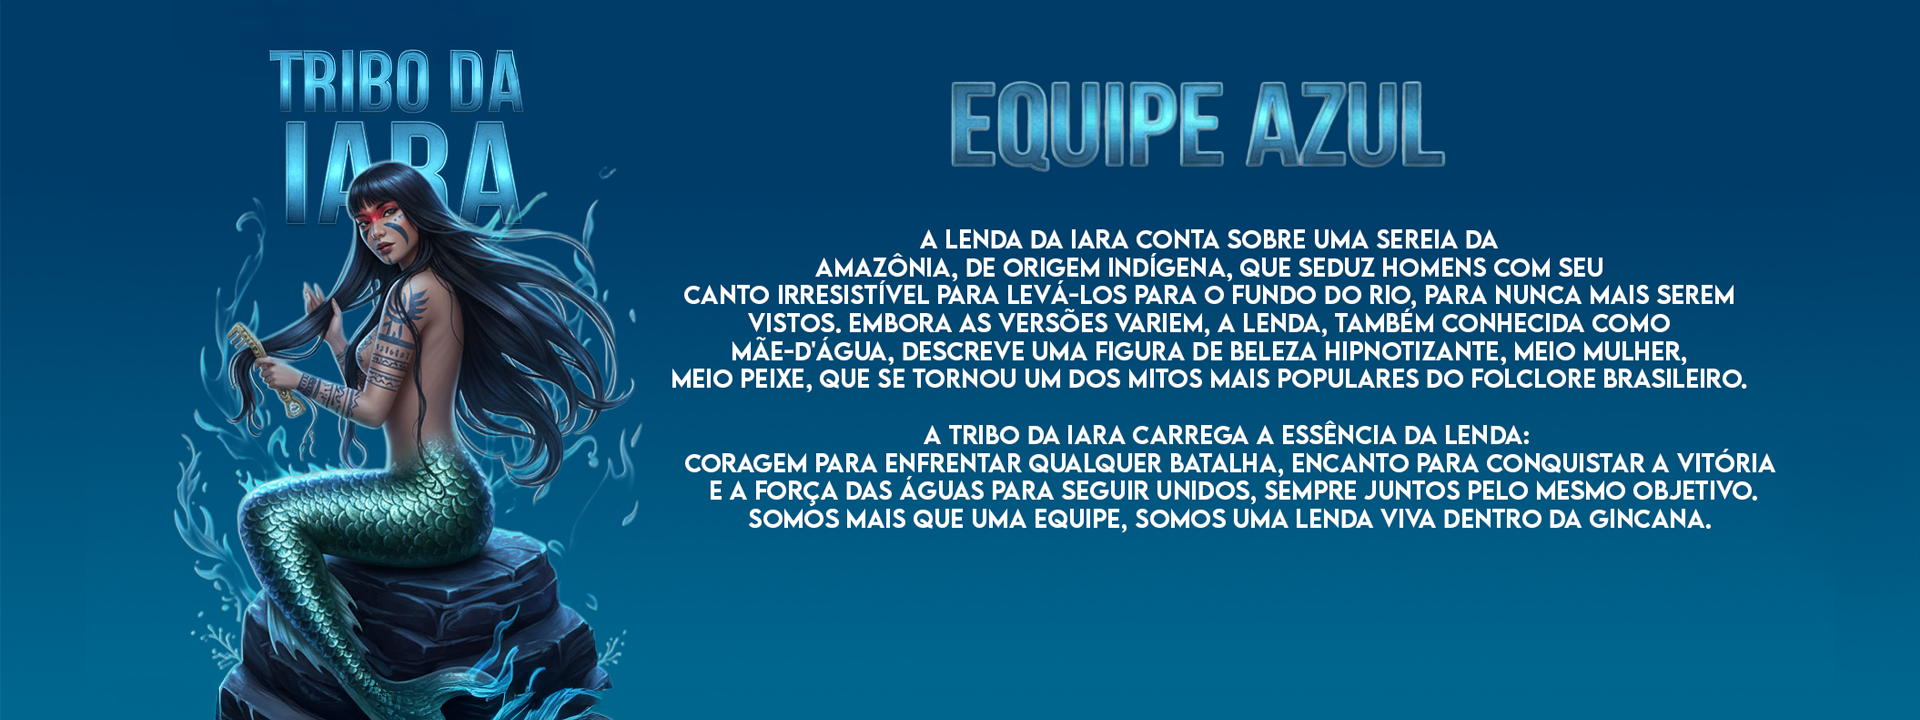 TRIBO DA
IARA
EQUIPE AZUL
A LENDA DA IARA CONTA SOBRE UMA SEREIA DA
AMAZÔNIA, DE ORIGEM INDÍGENA, QUE SEDUZ HOMENS COM SEU
CANTO IRRESISTÍVEL PARA LEVÁ-LOS PARA O FUNDO DO RIO, PARA NUNCA MAIS SEREM
VISTOS. EMBORA AS VERSÕES VARIEM, A LENDA, TAMBÉM CONHECIDA COMO
MÃE-D'ÁGUA, DESCREVE UMA FIGURA DE BELEZA HIPNOTIZANTE, MEIO MULHER,
MEIO PEIXE, QUE SE TORNOU UM DOS MITOS MAIS POPULARES DO FOLCLORE BRASILEIRO.
A TRIBO DA IARA CARREGA A ESSÊNCIA DA LENDA:
CORAGEM PARA ENFRENTAR QUALQUER BATALHA, ENCANTO PARA CONQUISTAR A VITÓRIA
E A FORÇA DAS ÁGUAS PARA SEGUIR UNIDOS, SEMPRE JUNTOS PELO MESMO OBJETIVO.
SOMOS MAIS QUE UMA EQUIPE, SOMOS UMA LENDA VIVA DENTRO DA GINCANA.